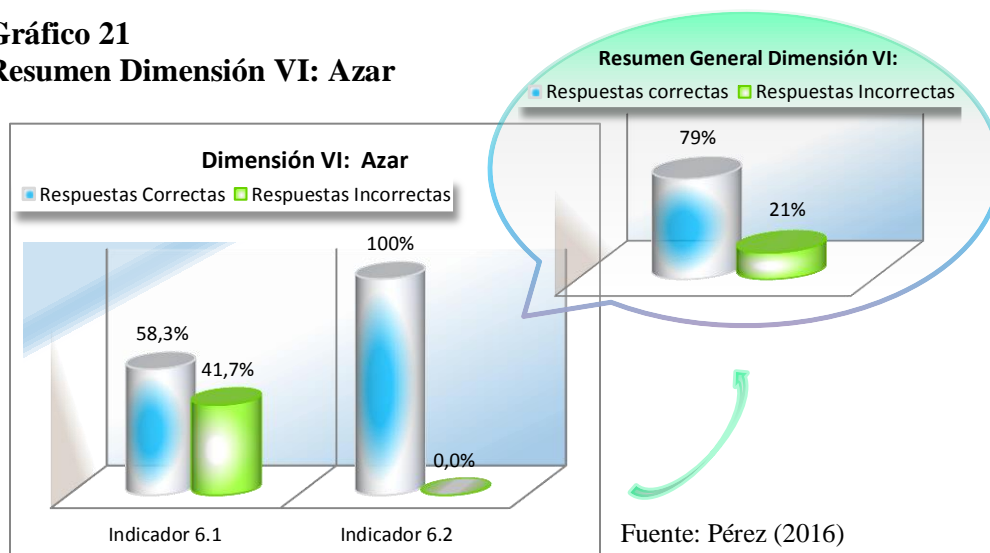 Gráfico 21
Resumen Dimensión VI: Azar
Resumen General Dimensión VI:
Respuestas correctas Respuestas Incorrectas
79%
21%
Dimensión VI: Azar
Respuestas Correctas Respuestas Incorrectas
100%
58,3%
41,7%
0,0%
Indicador 6.1 Indicador 6.2
Fuente: Pérez (2016)